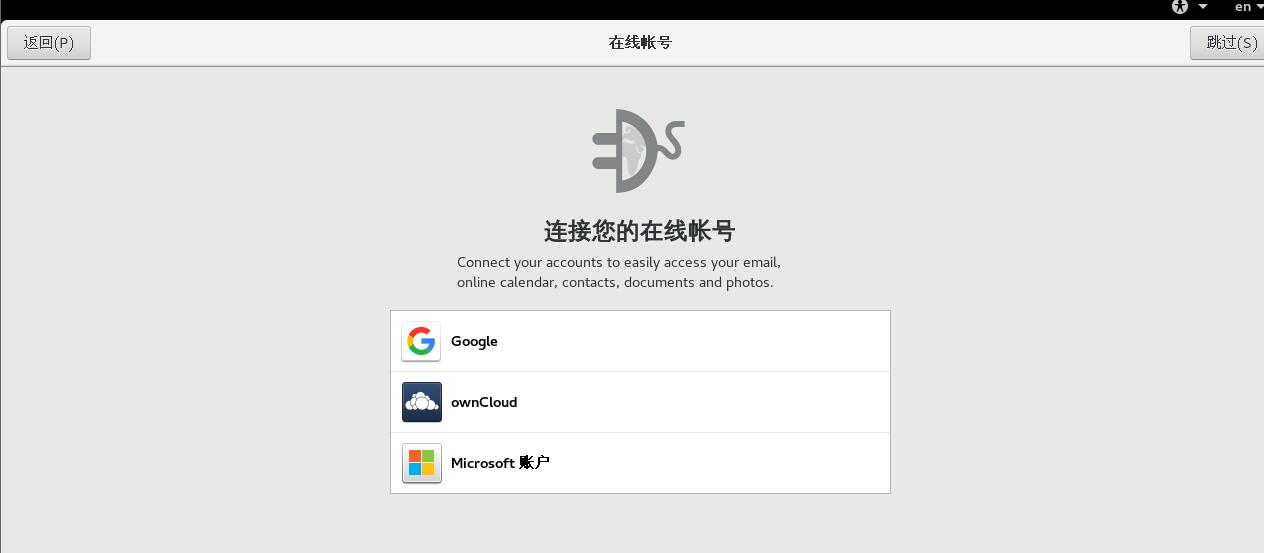 en
返回(P)
在线帐号
跳过(S)
连接您的在线帐号
Connect your accounts to easily access your email,
online calendar, contacts, documents and photos.
Google
ownCloud
Microsoft 账户